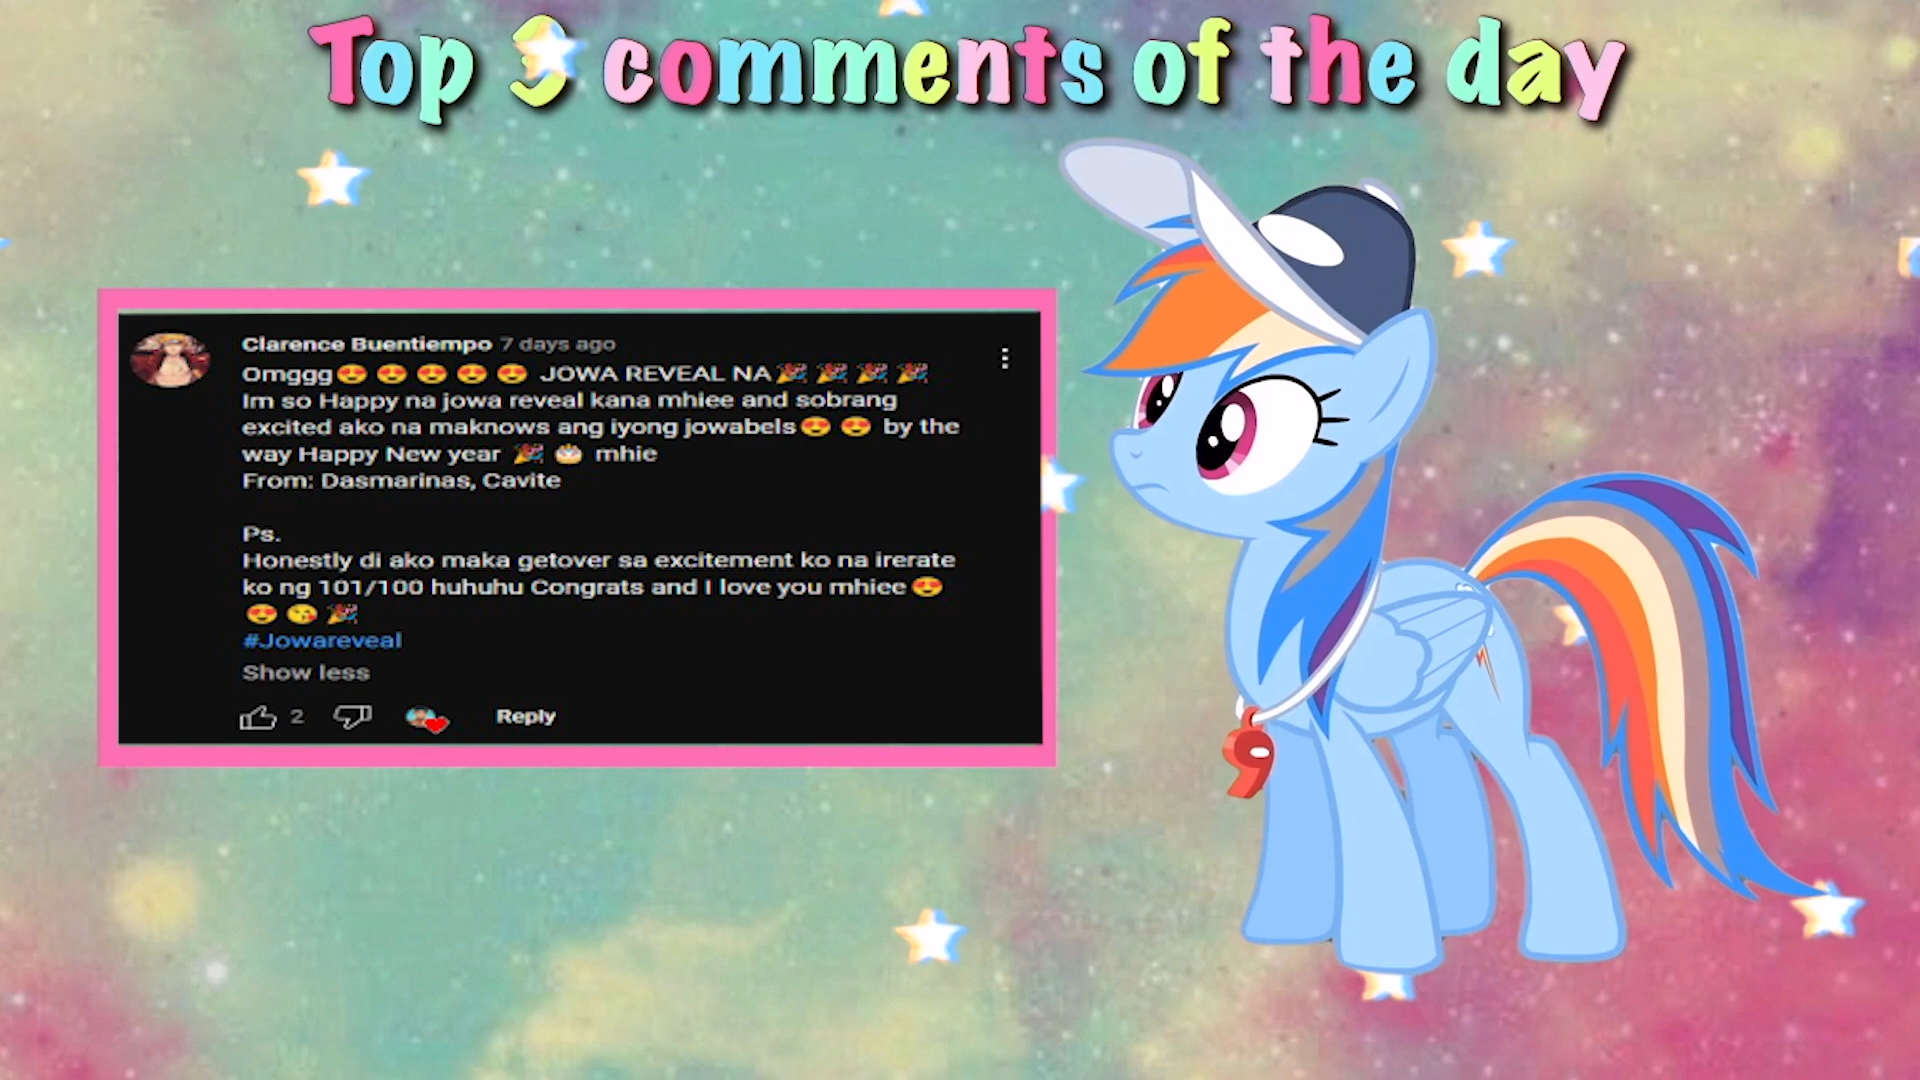 Top 3 comments of the day
Clarence Buentiempo 7 days ago
Omggg😍😍😍😍😍 JOWA REVEAL NA🎉🎉🎉🎉
Im so Happy na jowa reveal kana mhiee and sobrang
excited ako na maknows ang iyong jowabels😍😍 by the
way Happy New year 🎉🎂 mhie
From: Dasmarinas, Cavite
Ps.
Honestly di ako maka getover sa excitement ko na irerate
ko ng 101/100 huhuhu Congrats and I love you mhiee😍
😍😘🎉
#Jowareveal
Show less
2 Reply